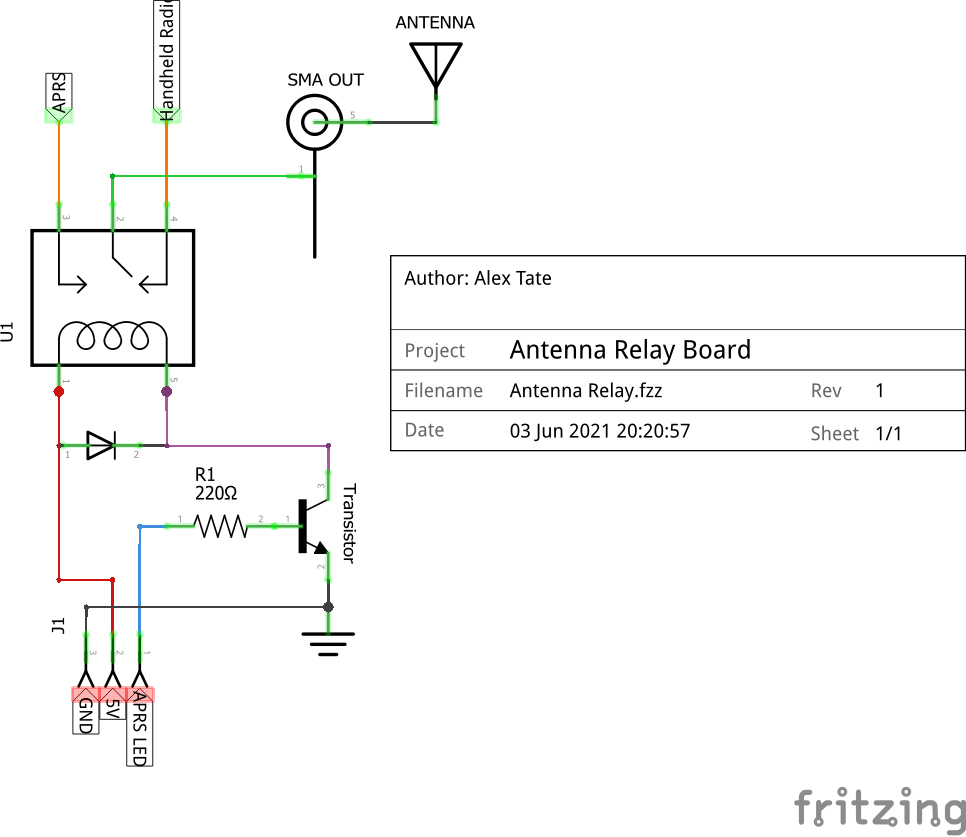 ANTENNA
SMA OUT
APRS
Handheld Radio
5
1
3
2
4
U1
1
5
1
2
Author: Alex Tate
Project Antenna Relay Board
Filename Antenna Relay.fzz Rev 1
Date 03 Jun 2021 20:20:57 Sheet 1/1
R1
220Ω
1
2
1
3
2
Transistor
J1
3
2
1
GND
5V
APRS LED
fritzing